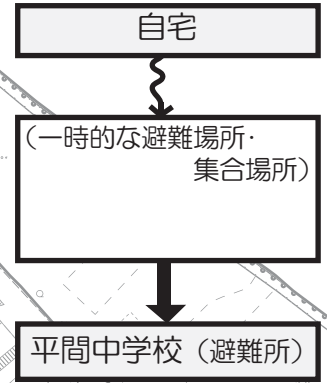 自宅
（一時的な避難場所・
集合場所）
平間中学校（避難所）